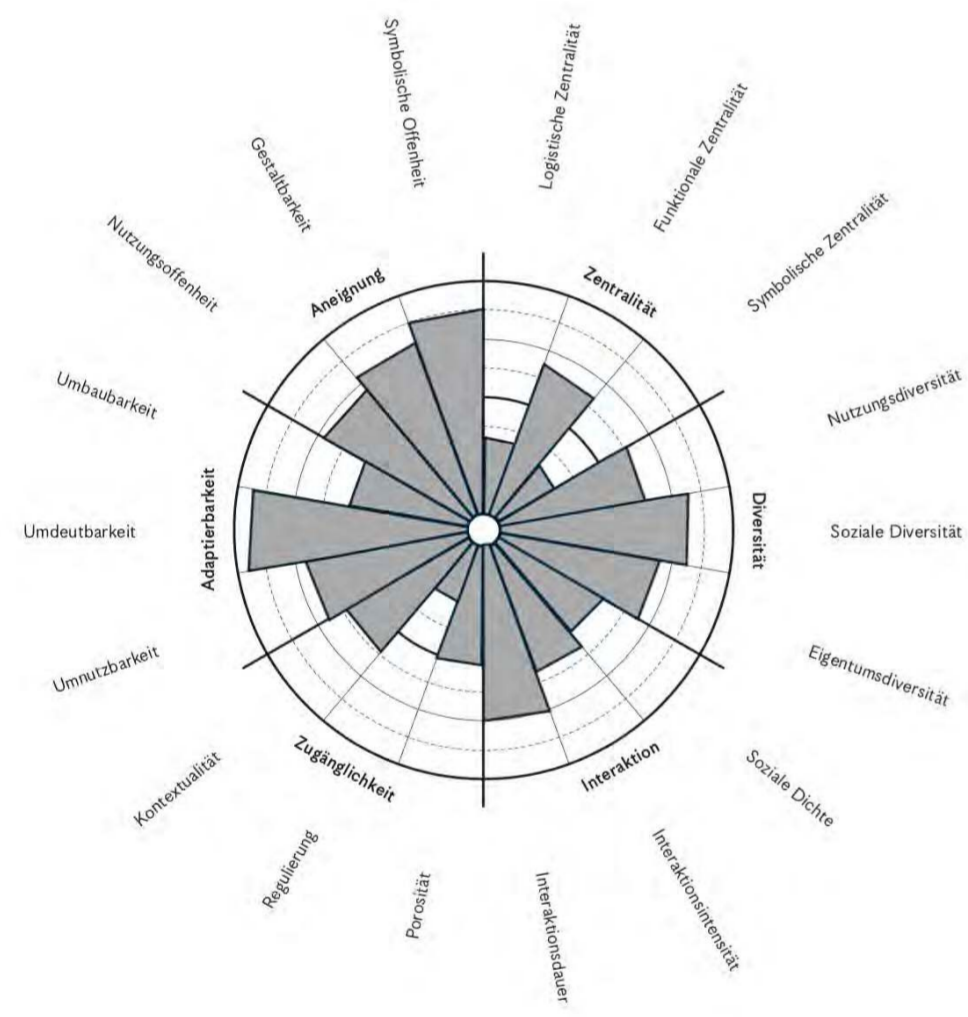 Symbolische Offenheit
Logistische Zentralität
Gestaltbarkeit
Funktionale Zentralität
Nutzungsoffenheit
Symbolische Zentralität
Aneignung
Zentralität
Umbaubarkeit
Nutzungsdiversität
Umdeutbarkeit
Adaptierbarkeit
Diversität
Soziale Diversität
Umnutzbarkeit
Eigentumsdiversität
Kontextualität
Zugänglichkeit
Interaktion
Soziale Dichte
Regulierung
Porosität
Interaktionsdauer
Interaktionsintensität